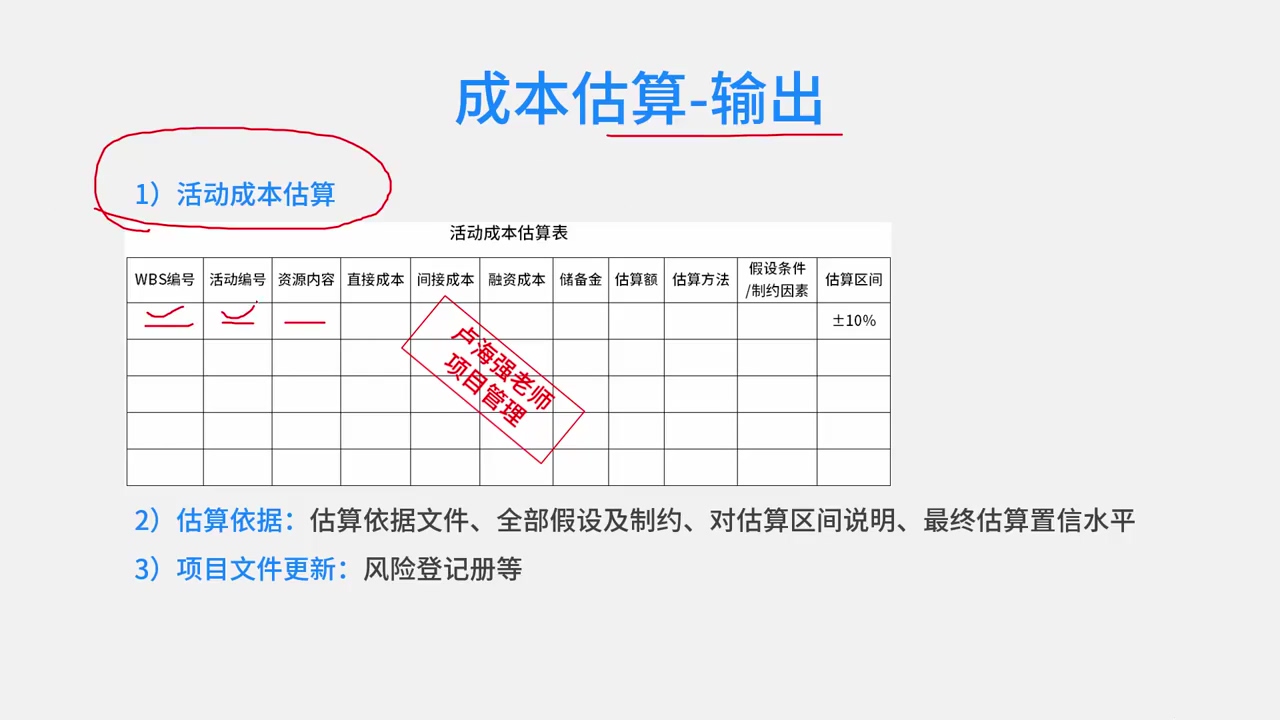 成本估算-输出
1）活动成本估算
活动成本估算表
WBS编号 活动编号 资源内容 直接成本 间接成本 融资成本 储备金 估算额 估算方法 假设条件/制约因素 估算区间
±10%
卢海强老师
项目管理
2）估算依据：估算依据文件、全部假设及制约、对估算区间说明、最终估算置信水平
3）项目文件更新：风险登记册等